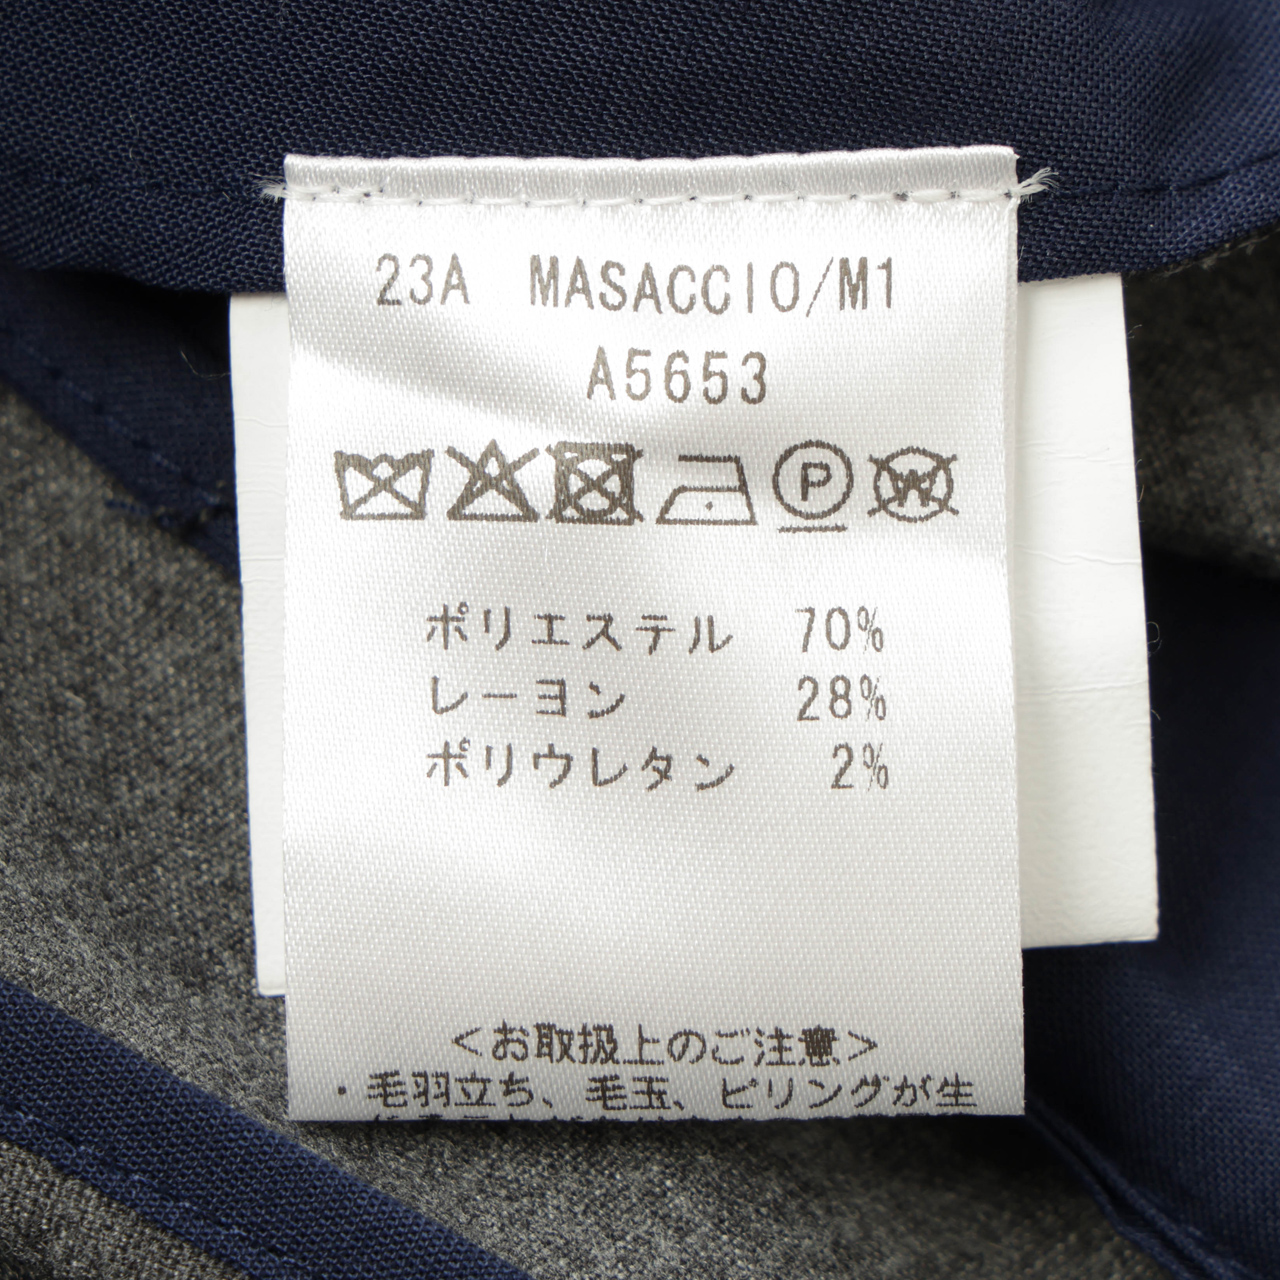 23A MASACCIO/M1
A5653
P W
ポリエステル 70%
レーヨン 28%
ポリウレタン 2%
<お取扱上のご注意>
・毛羽立ち、毛玉、ピリングが生